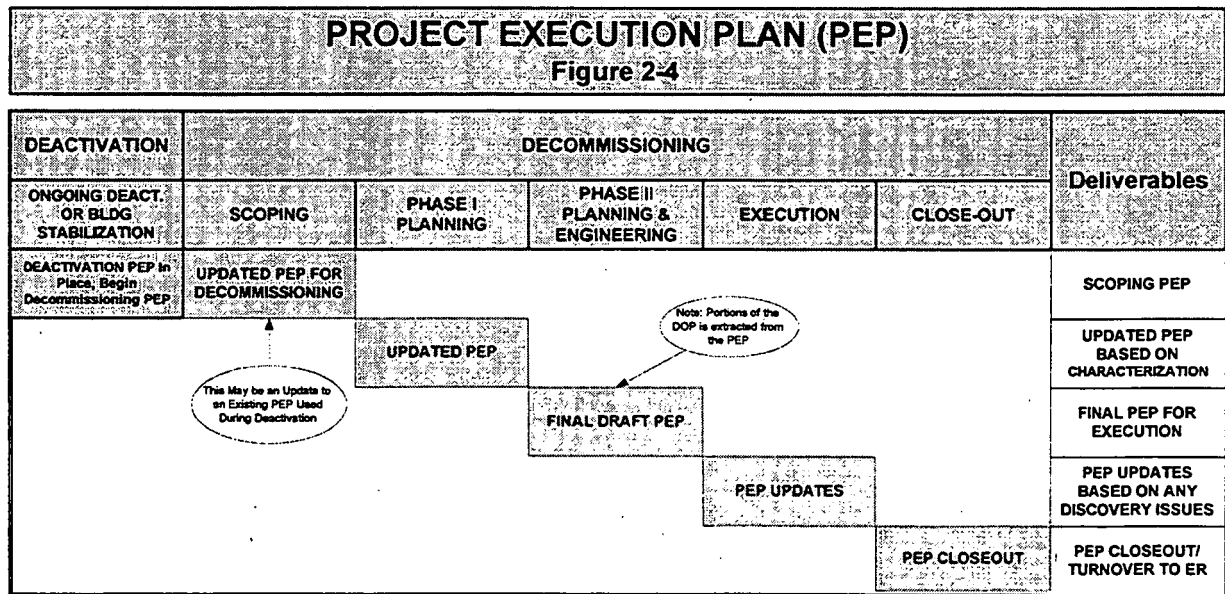 PROJECT EXECUTION PLAN (PEP)
Figure 2-4
DEACTIVATION
DECOMMISSIONING
Deliverables
ONGOING DEACT.
OR BLDG
STABILIZATION
SCOPING
PHASE I
PLANNING
PHASE II
PLANNING &
ENGINEERING
EXECUTION
CLOSE-OUT
DEACTIVATION PEP In
Place, Begin
Decommissioning PEP
UPDATED PEP FOR
DECOMMISSIONING
SCOPING PEP
Note: Portions of the
DOP is extracted from
the PEP
UPDATED PEP
UPDATED PEP
BASED ON
CHARACTERIZATION
This May be an Update to
an Existing PEP Used
During Deactivation
FINAL DRAFT PEP
FINAL PEP FOR
EXECUTION
PEP UPDATES
PEP UPDATES
BASED ON ANY
DISCOVERY ISSUES
PEP CLOSEOUT
PEP CLOSEOUT/
TURNOVER TO ER